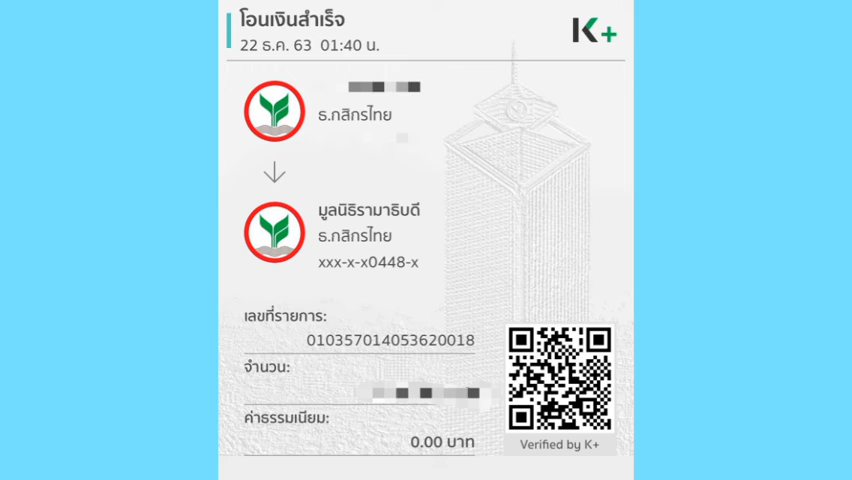 โอนเงินสำเร็จ
22 ธ.ค. 63 01:40 น.
K+
ธ.กสิกรไทย
มูลนิธิรามาธิบดี
ธ.กสิกรไทย
xxx-x-x0448-x
เลขที่รายการ:
010357014053620018
จำนวน:
ค่าธรรมเนียม:
0.00 บาท
Verified by K+